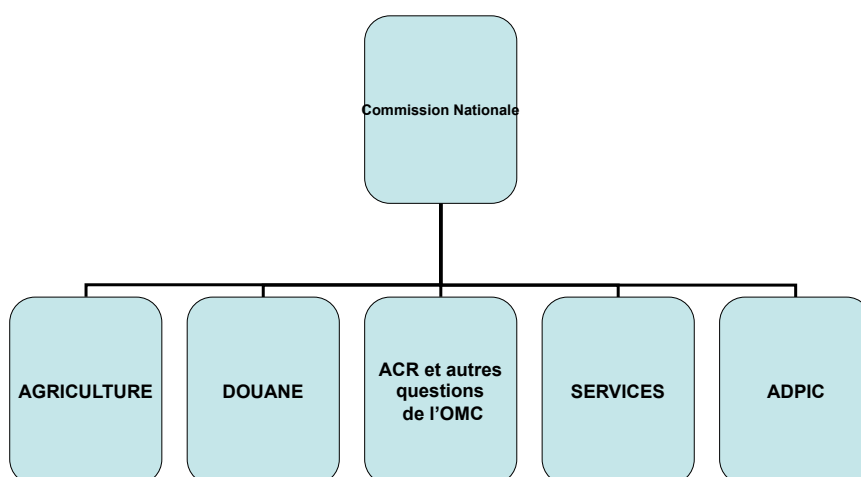 Commission Nationale
AGRICULTURE
DOUANE
ACR et autres
questions
de l’OMC
SERVICES
ADPIC